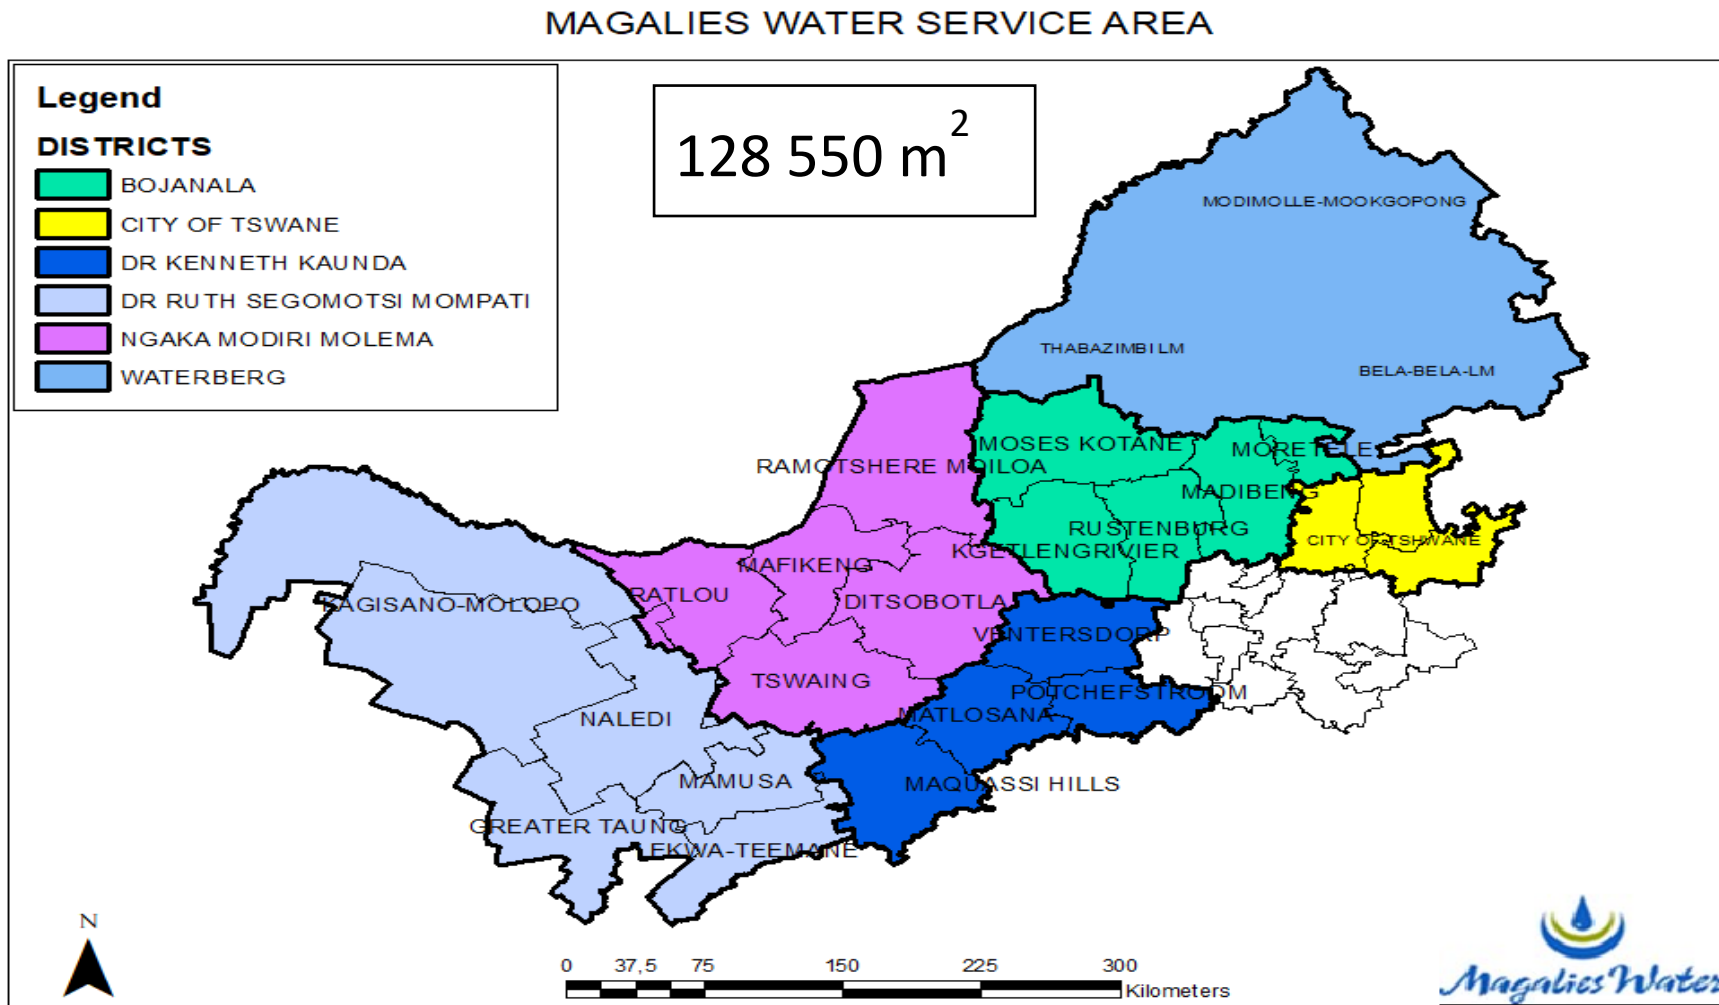 MAGALIES WATER SERVICE AREA
Legend
DISTRICTS
BOJANALA
CITY OF TSWANE
DR KENNETH KAUNDA
DR RUTH SEGOMOTSI MOMPATI
NGAKA MODIRI MOLEMA
WATERBERG
128 550 m²
MODIMOLLE-MOOKGOPONG
THABAZIMBI LM
BELA-BELA-LM
MOSES KOTANE
MORETELE
RAMOTSHERE MOILOA
MADIBENG
RUSTENBURG
CITY OF TSHWANE
KGETLENGRIVIER
MAFIKENG
RATLOU
DITSOBOTLA
KAGISANO-MOLOPO
VENTERSDORP
TSWAING
POTCHEFSTROOM
NALEDI
MATLOSANA
MAMUSA
MAQUASSI HILLS
GREATER TAUNG
LEKWA-TEEMANE
N
0 37,5 75 150 225 300
Kilometers
Magalies Water